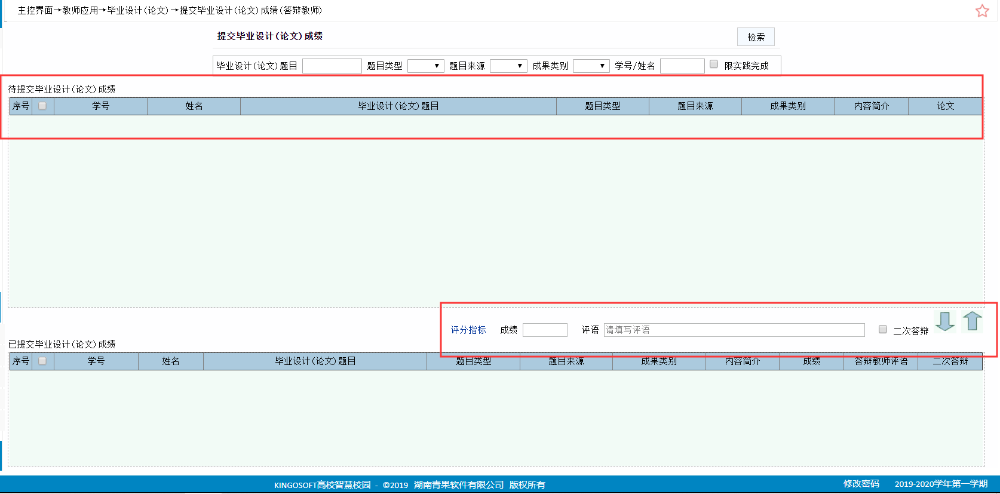 主控界面→教师应用→毕业设计(论文)→提交毕业设计(论文)成绩(答辩教师)
提交毕业设计(论文)成绩 检索
毕业设计(论文)题目 题目类型 题目来源 成果类别 学号/姓名 限实践完成
待提交毕业设计(论文)成绩
序号 学号 姓名 毕业设计(论文)题目 题目类型 题目来源 成果类别 内容简介 论文
评分指标 成绩 评语 请填写评语 二次答辩
已提交毕业设计(论文)成绩
序号 学号 姓名 毕业设计(论文)题目 题目类型 题目来源 成果类别 内容简介 成绩 答辩教师评语 二次答辩
KINGOSOFT高校智慧校园 - ©2019 湖南青果软件有限公司 版权所有 修改密码 2019-2020学年第一学期